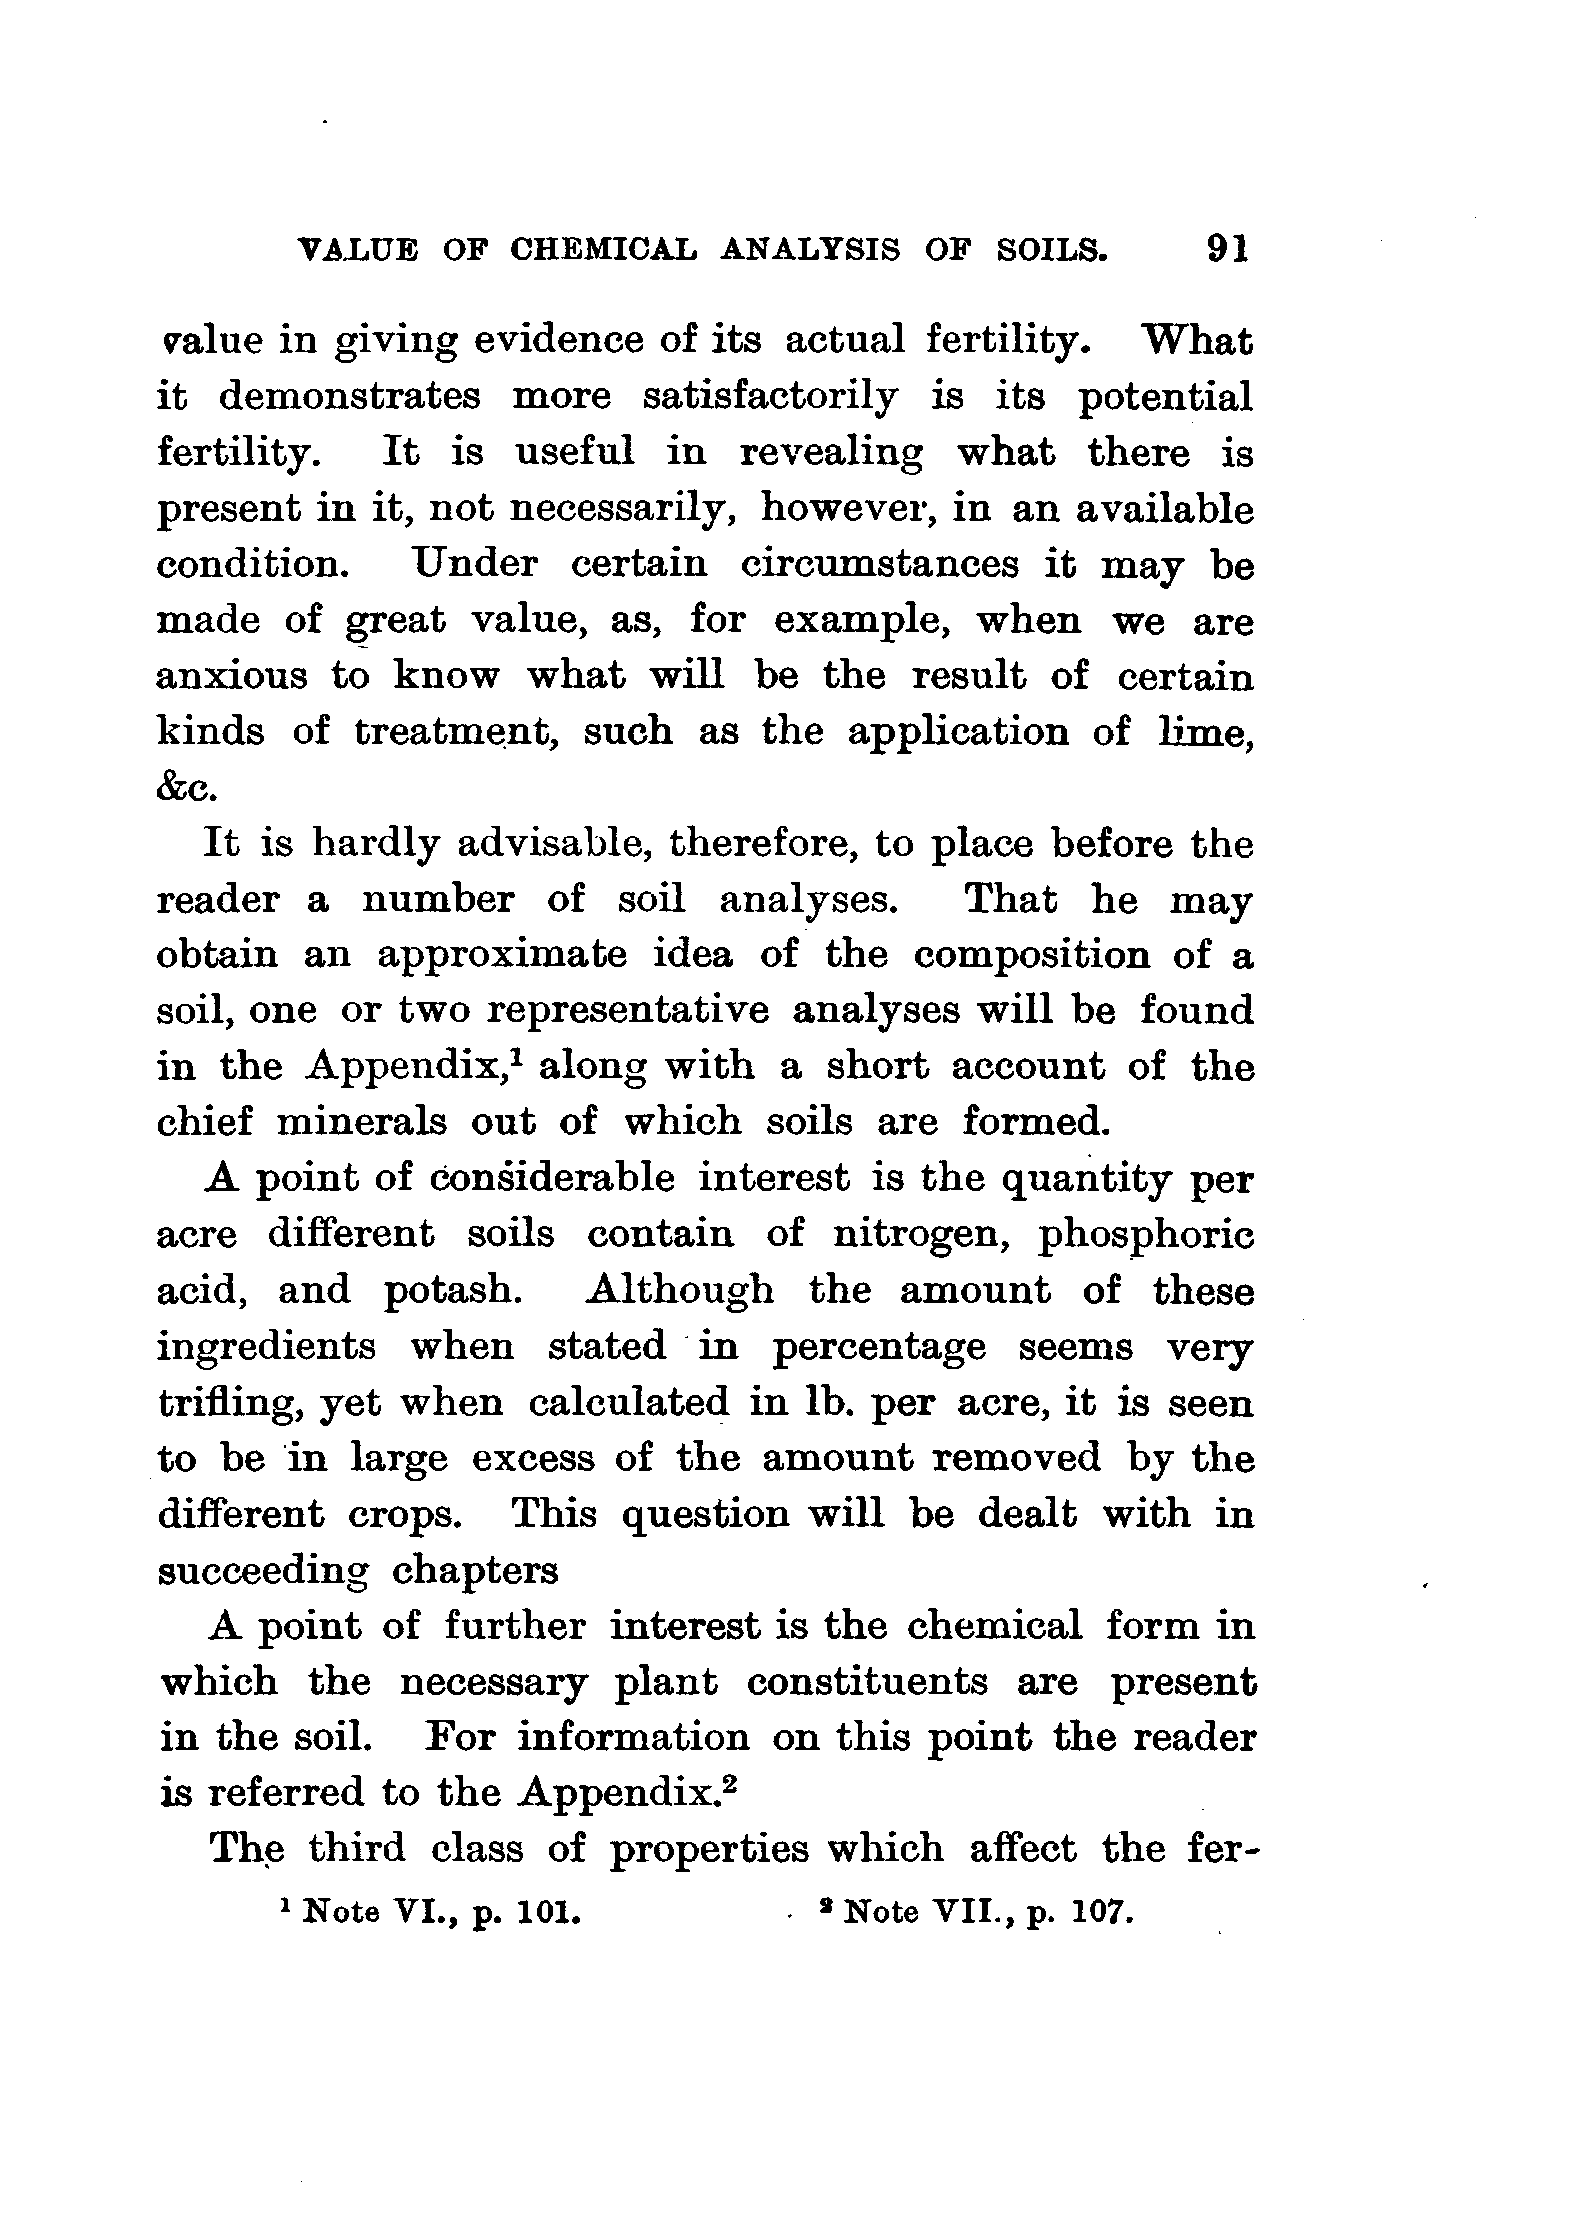 VALUE OF CHEMICAL ANALYSIS OF SOILS. 91
value in giving evidence of its actual fertility. What
it demonstrates more satisfactorily is its potential
fertility. It is useful in revealing what there is
present in it, not necessarily, however, in an available
condition. Under certain circumstances it may be
made of great value, as, for example, when we are
anxious to know what will be the result of certain
kinds of treatment, such as the application of lime,
&c.
It is hardly advisable, therefore, to place before the
reader a number of soil analyses. That he may
obtain an approximate idea of the composition of a
soil, one or two representative analyses will be found
in the Appendix,¹ along with a short account of the
chief minerals out of which soils are formed.
A point of considerable interest is the quantity per
acre different soils contain of nitrogen, phosphoric
acid, and potash. Although the amount of these
ingredients when stated in percentage seems very
trifling, yet when calculated in lb. per acre, it is seen
to be in large excess of the amount removed by the
different crops. This question will be dealt with in
succeeding chapters
A point of further interest is the chemical form in
which the necessary plant constituents are present
in the soil. For information on this point the reader
is referred to the Appendix.²
The third class of properties which affect the fer-
¹ Note VI., p. 101. ² Note VII., p. 107.